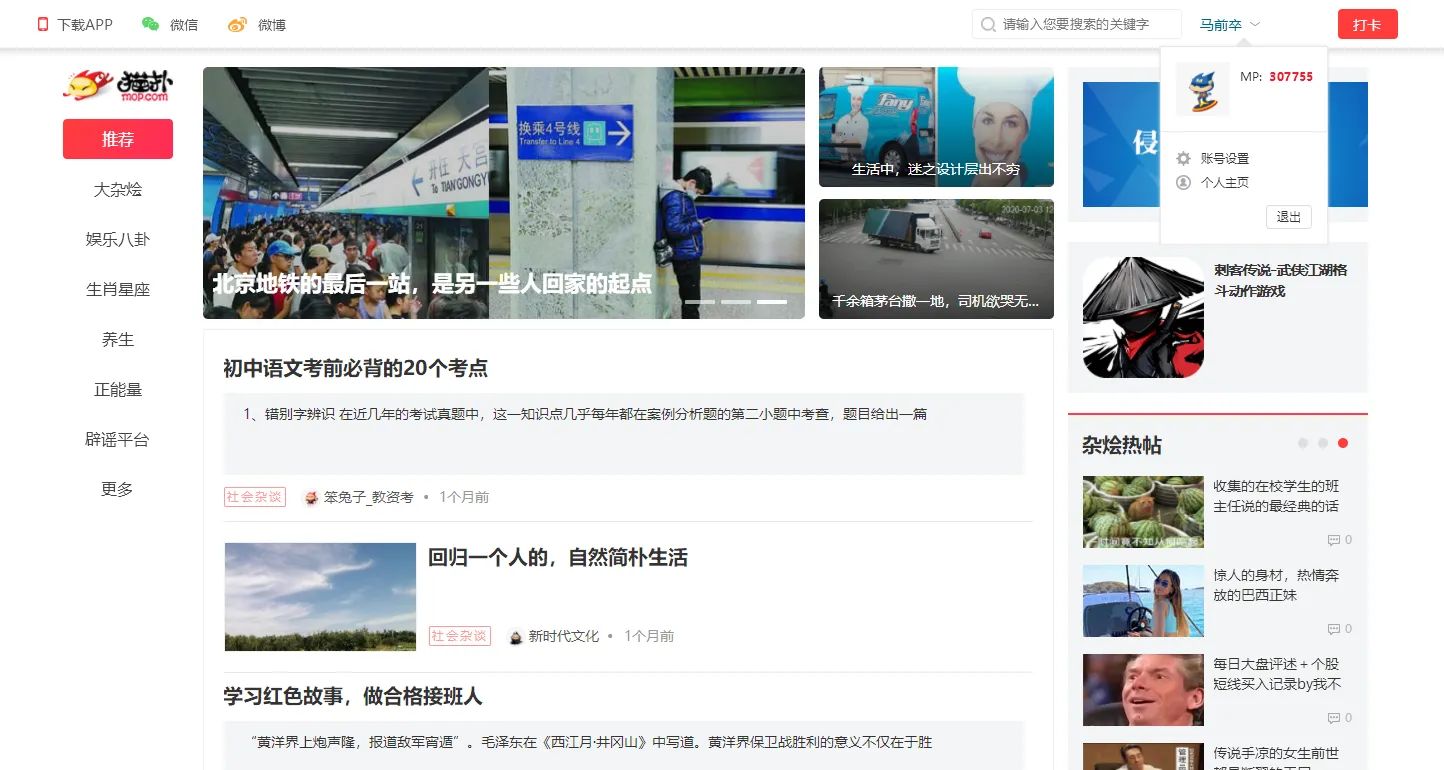 下载APP
微信
微博
请输入您要搜索的关键字
马前卒
打卡
MP: 307755
账号设置
个人主页
退出
猫扑
mop.com
推荐
大杂烩
娱乐八卦
生肖星座
养生
正能量
辟谣平台
更多
开往 大宫
To TIANGONGY
21
换乘4号线
Transfer to Line 4
北京地铁的最后一站，是另一些人回家的起点
fany
生活中，迷之设计层出不穷
2020-07-03 12
千余箱茅台撒一地，司机欲哭无...
侵
刺客传说-武侠江湖格
斗动作游戏
初中语文考前必背的20个考点
1、错别字辨识 在近几年的考试真题中，这一知识点几乎每年都在案例分析题的第二小题中考查，题目给出一篇
社会杂谈
笨兔子_教资考 • 1个月前
回归一个人的，自然简朴生活
社会杂谈
新时代文化 • 1个月前
学习红色故事，做合格接班人
“黄洋界上炮声隆，报道敌军宵遁”。毛泽东在《西江月·井冈山》中写道。黄洋界保卫战胜利的意义不仅在于胜
杂烩热帖
收集的在校学生的班
主任说的最经典的话
0
惊人的身材，热情奔
放的巴西正妹
0
每日大盘评述＋个股
短线买入记录by我不
0
传说手凉的女生前世